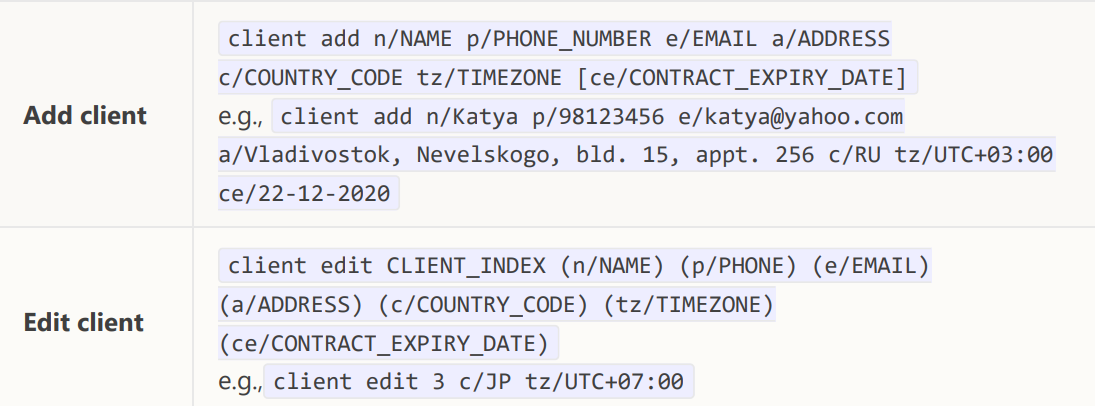 Add client
client add n/NAME p/PHONE_NUMBER e/EMAIL a/ADDRESS
c/COUNTRY_CODE tz/TIMEZONE [ce/CONTRACT_EXPIRY_DATE]
e.g., client add n/Katya p/98123456 e/katya@yahoo.com
a/Vladivostok, Nevelskogo, bld. 15, appt. 256 c/RU tz/UTC+03:00
ce/22-12-2020
Edit client
client edit CLIENT_INDEX (n/NAME) (p/PHONE) (e/EMAIL)
(a/ADDRESS) (c/COUNTRY_CODE) (tz/TIMEZONE)
(ce/CONTRACT_EXPIRY_DATE)
e.g., client edit 3 c/JP tz/UTC+07:00